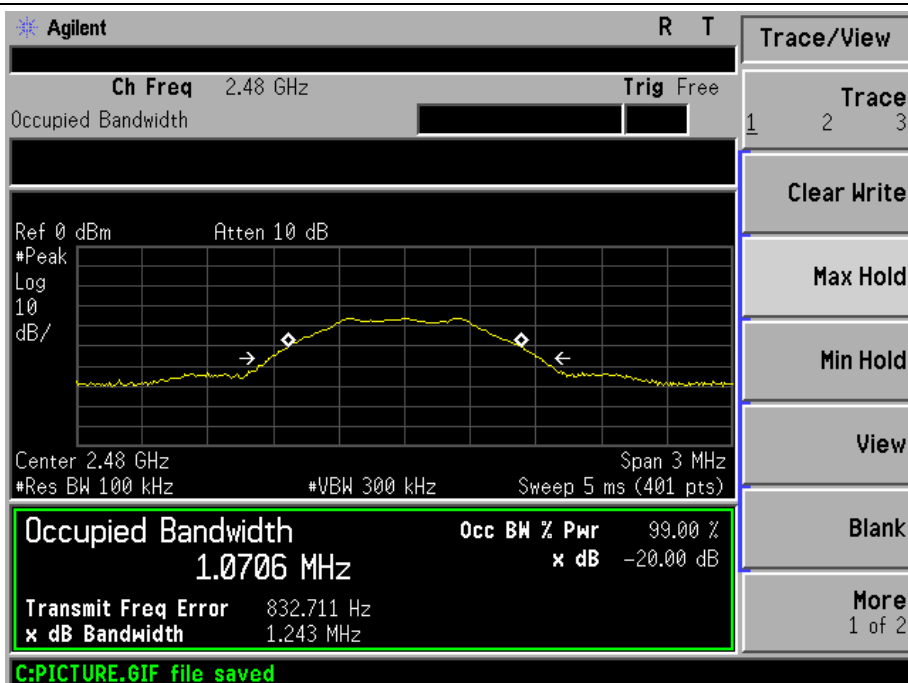 Agilent R T
Ch Freq 2.48 GHz Trig Free
Occupied Bandwidth
Ref 0 dBm Atten 10 dB
#Peak
Log
10
dB/
Center 2.48 GHz Span 3 MHz
#Res BW 100 kHz #VBW 300 kHz Sweep 5 ms (401 pts)
Occupied Bandwidth Occ BW % Pwr 99.00 %
1.0706 MHz x dB -20.00 dB
Transmit Freq Error 832.711 Hz
x dB Bandwidth 1.243 MHz
C:PICTURE.GIF file saved
Trace/View
Trace
1 2 3
Clear Write
Max Hold
Min Hold
View
Blank
More
1 of 2